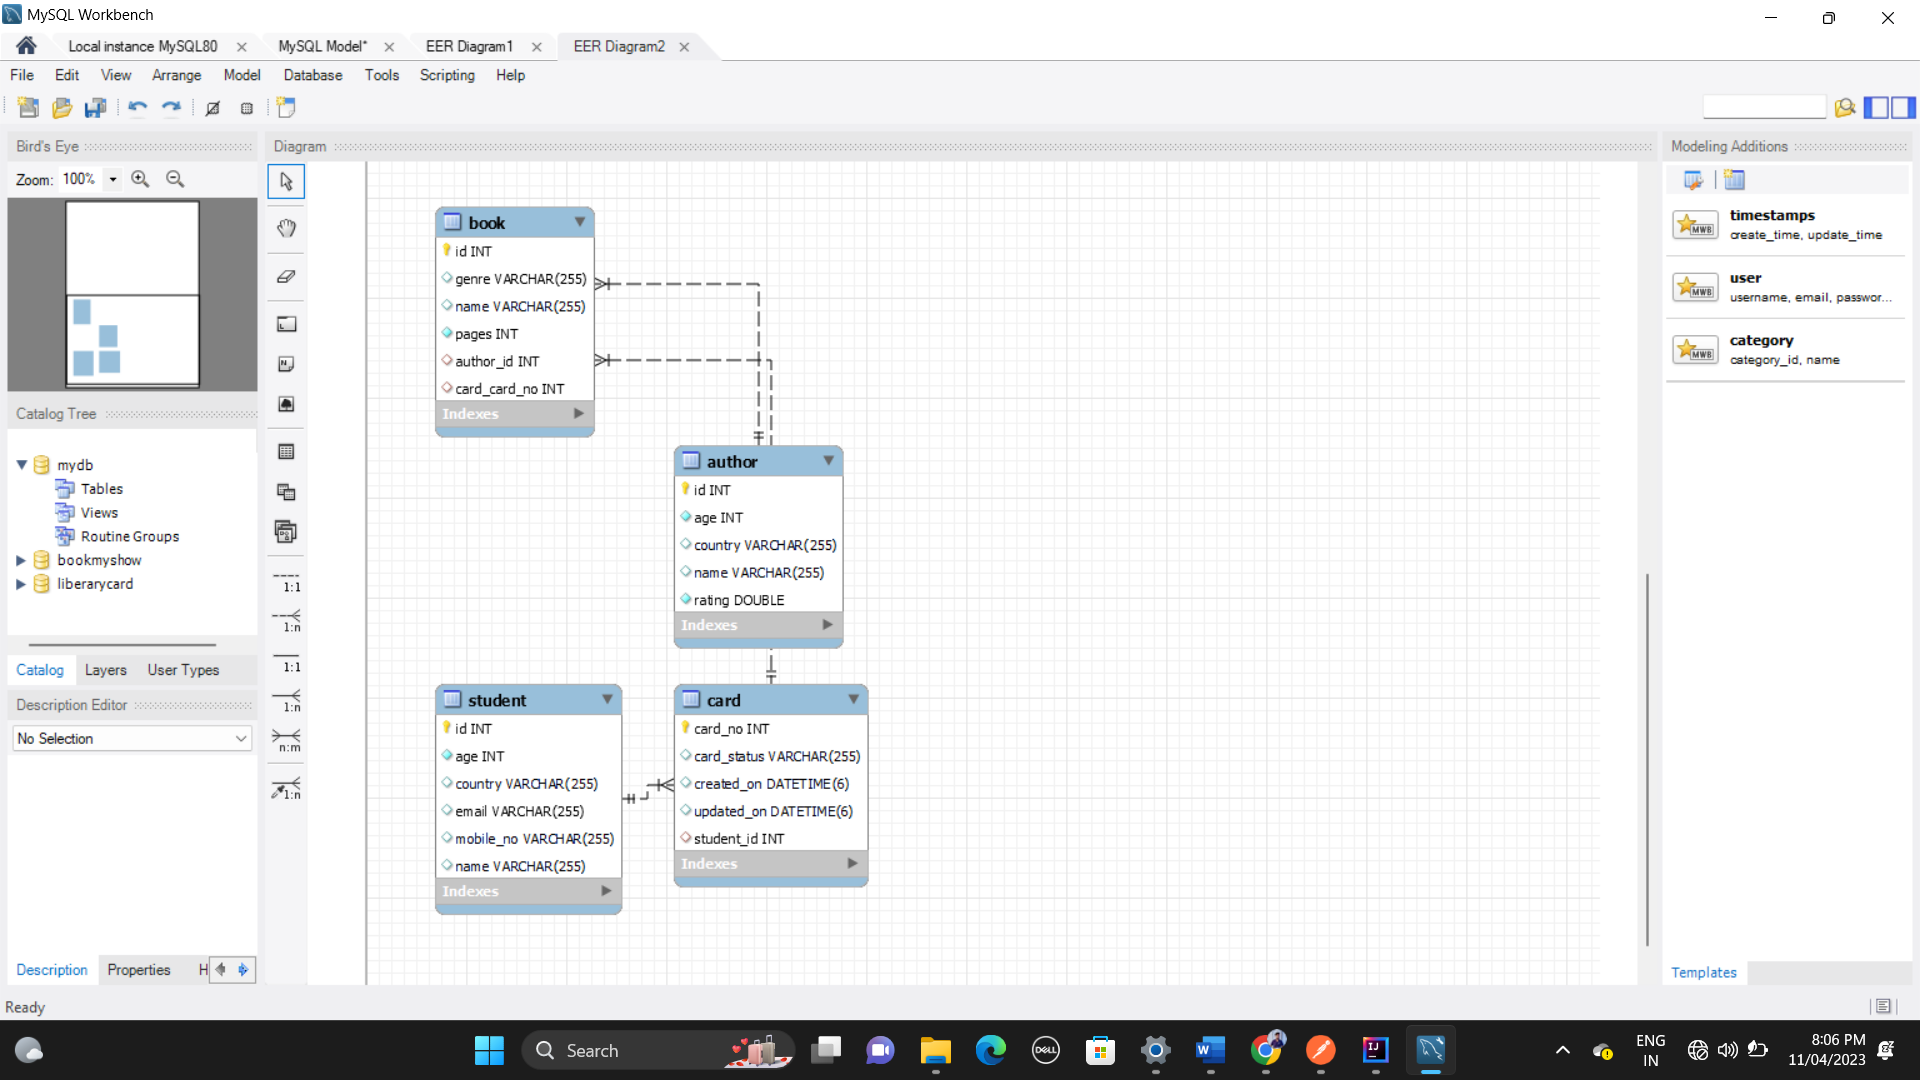 MySQL Workbench
Local instance MySQL80
MySQL Model*
EER Diagram1
EER Diagram2
File Edit View Arrange Model Database Tools Scripting Help
Bird's Eye
Zoom: 100%
Catalog Tree
mydb
Tables
Views
Routine Groups
bookmyshow
liberarycard
Catalog Layers User Types
Description Editor
No Selection
Description Properties H
Diagram
1:1
1:n
1:1
1:n
n:m
1:n
book
id INT
genre VARCHAR(255)
name VARCHAR(255)
pages INT
author_id INT
card_card_no INT
Indexes
author
id INT
age INT
country VARCHAR(255)
name VARCHAR(255)
rating DOUBLE
Indexes
student
id INT
age INT
country VARCHAR(255)
email VARCHAR(255)
mobile_no VARCHAR(255)
name VARCHAR(255)
Indexes
card
card_no INT
card_status VARCHAR(255)
created_on DATETIME(6)
updated_on DATETIME(6)
student_id INT
Indexes
Modeling Additions
MWB
timestamps
create_time, update_time
MWB
user
username, email, passwor...
MWB
category
category_id, name
Templates
Ready
Search
DELL
W
IJ
ENG
IN
8:06 PM
11/04/2023